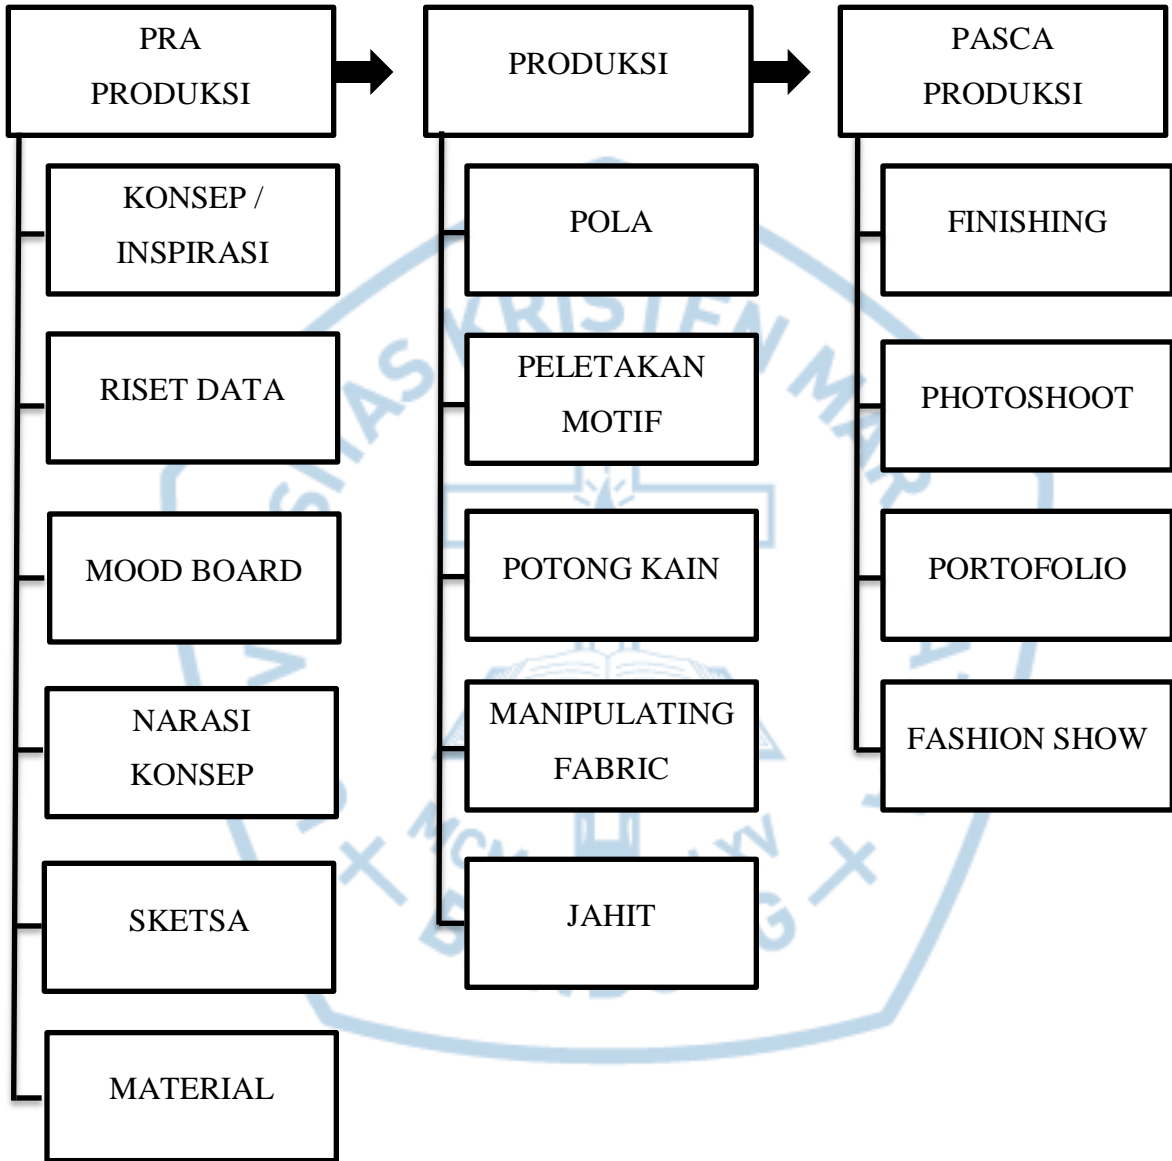 PRA
PRODUKSI
KONSEP /
INSPIRASI
RISET DATA
MOOD BOARD
NARASI
KONSEP
SKETSA
MATERIAL
PRODUKSI
POLA
PELETAKAN
MOTIF
POTONG KAIN
MANIPULATING
FABRIC
JAHIT
PASCA
PRODUKSI
FINISHING
PHOTOSHOOT
PORTOFOLIO
FASHION SHOW
KRISTEN